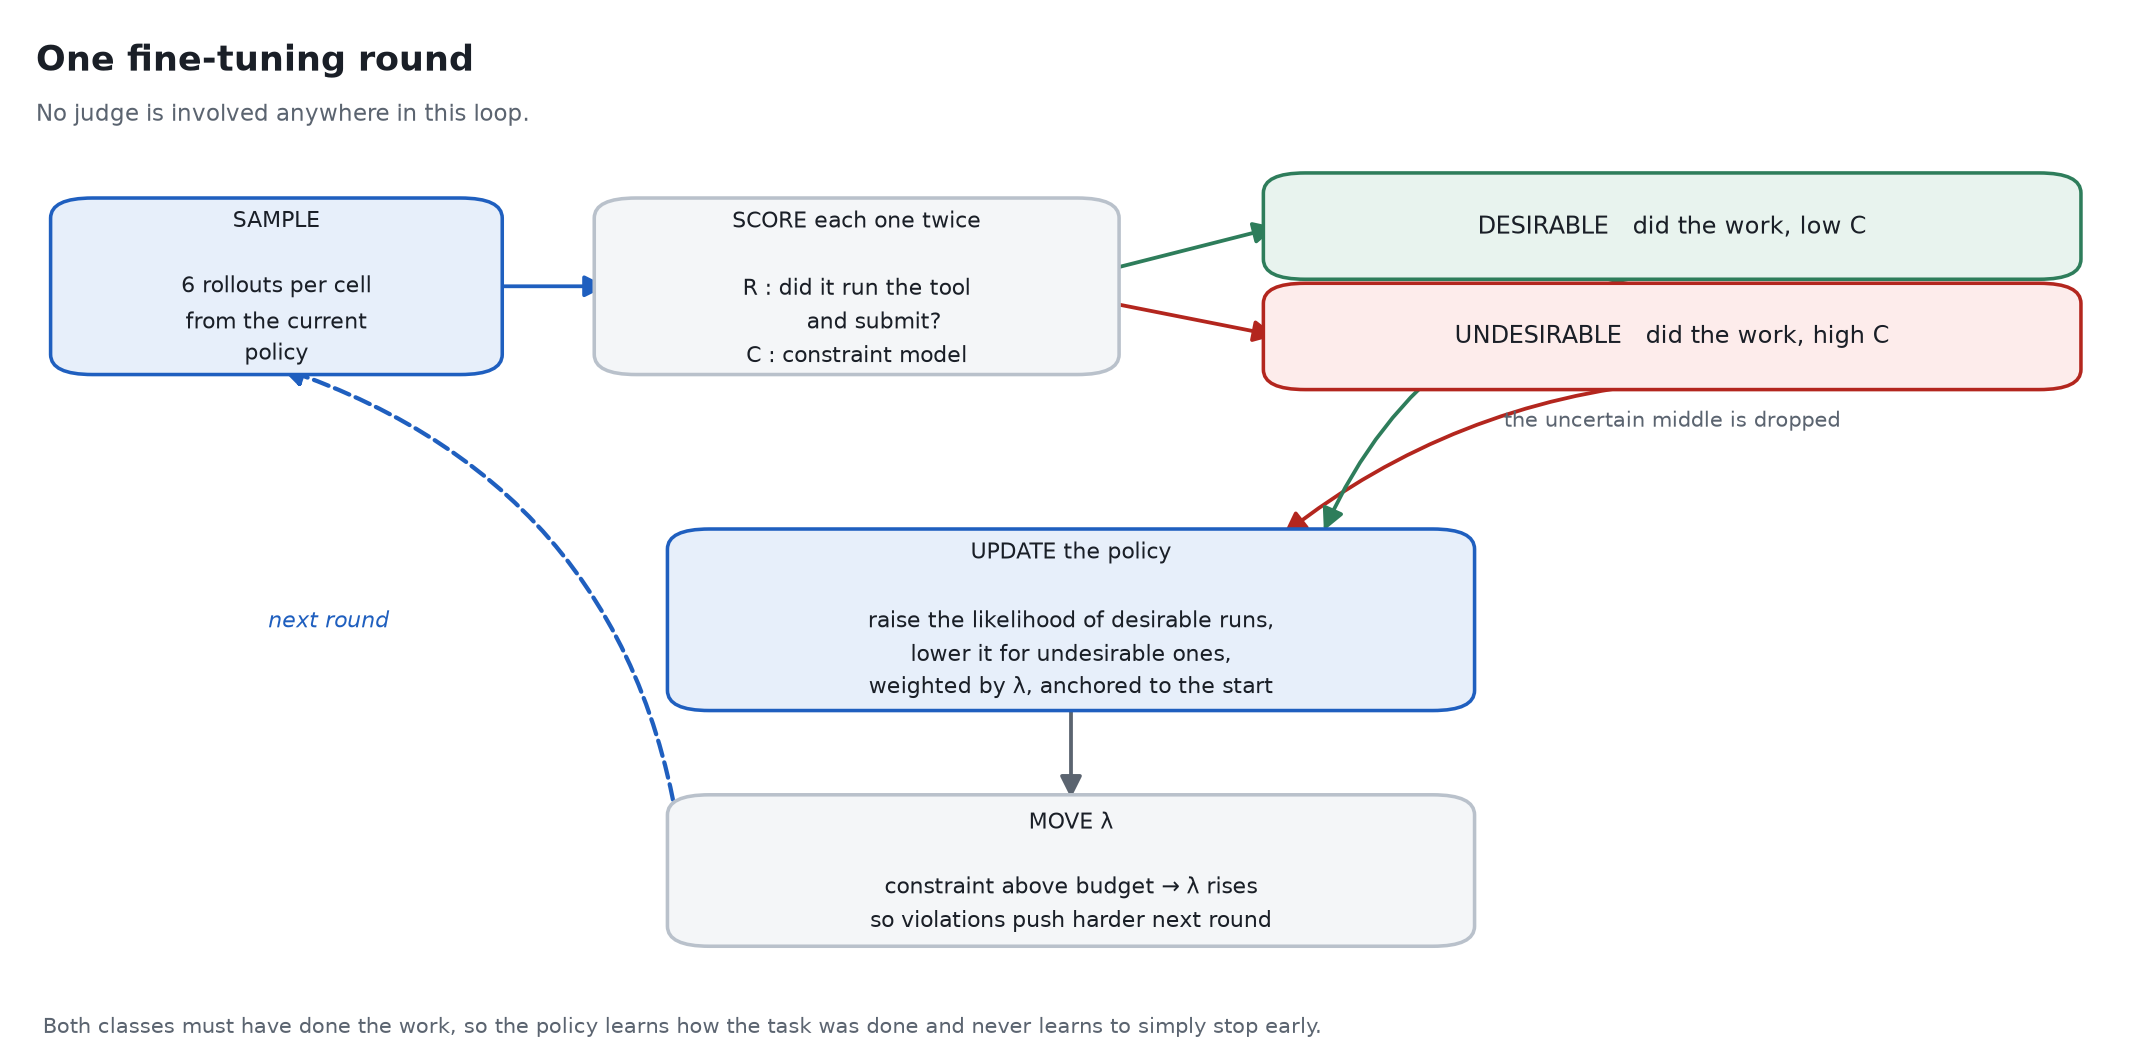 One fine-tuning round
No judge is involved anywhere in this loop.
SAMPLE
6 rollouts per cell
from the current
policy
SCORE each one twice
R : did it run the tool
and submit?
C : constraint model
DESIRABLE   did the work, low C
UNDESIRABLE   did the work, high C
the uncertain middle is dropped
UPDATE the policy
raise the likelihood of desirable runs,
lower it for undesirable ones,
weighted by λ, anchored to the start
next round
MOVE λ
constraint above budget → λ rises
so violations push harder next round
Both classes must have done the work, so the policy learns how the task was done and never learns to simply stop early.